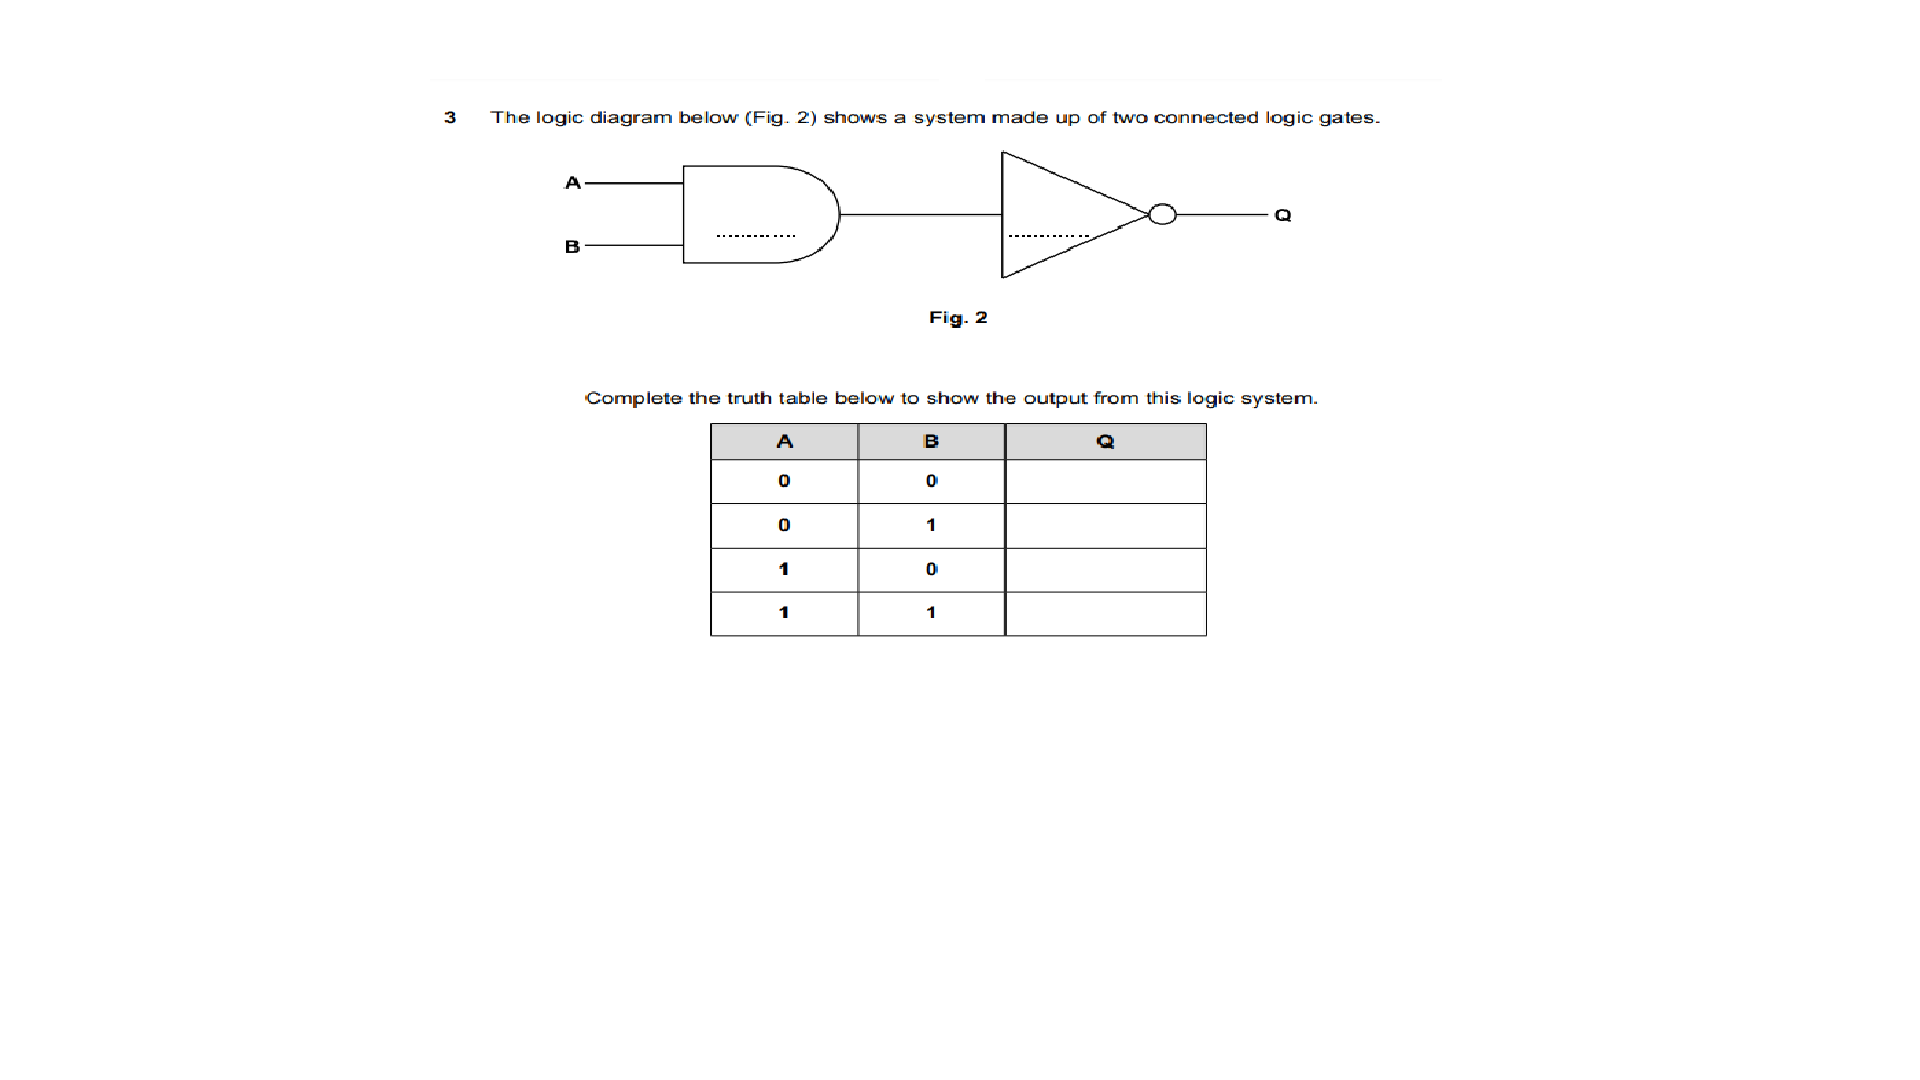 3 The logic diagram below (Fig. 2) shows a system made up of two connected logic gates.
A
B
.............
.............
Q
Fig. 2
Complete the truth table below to show the output from this logic system.
A B Q
0 0
0 1
1 0
1 1